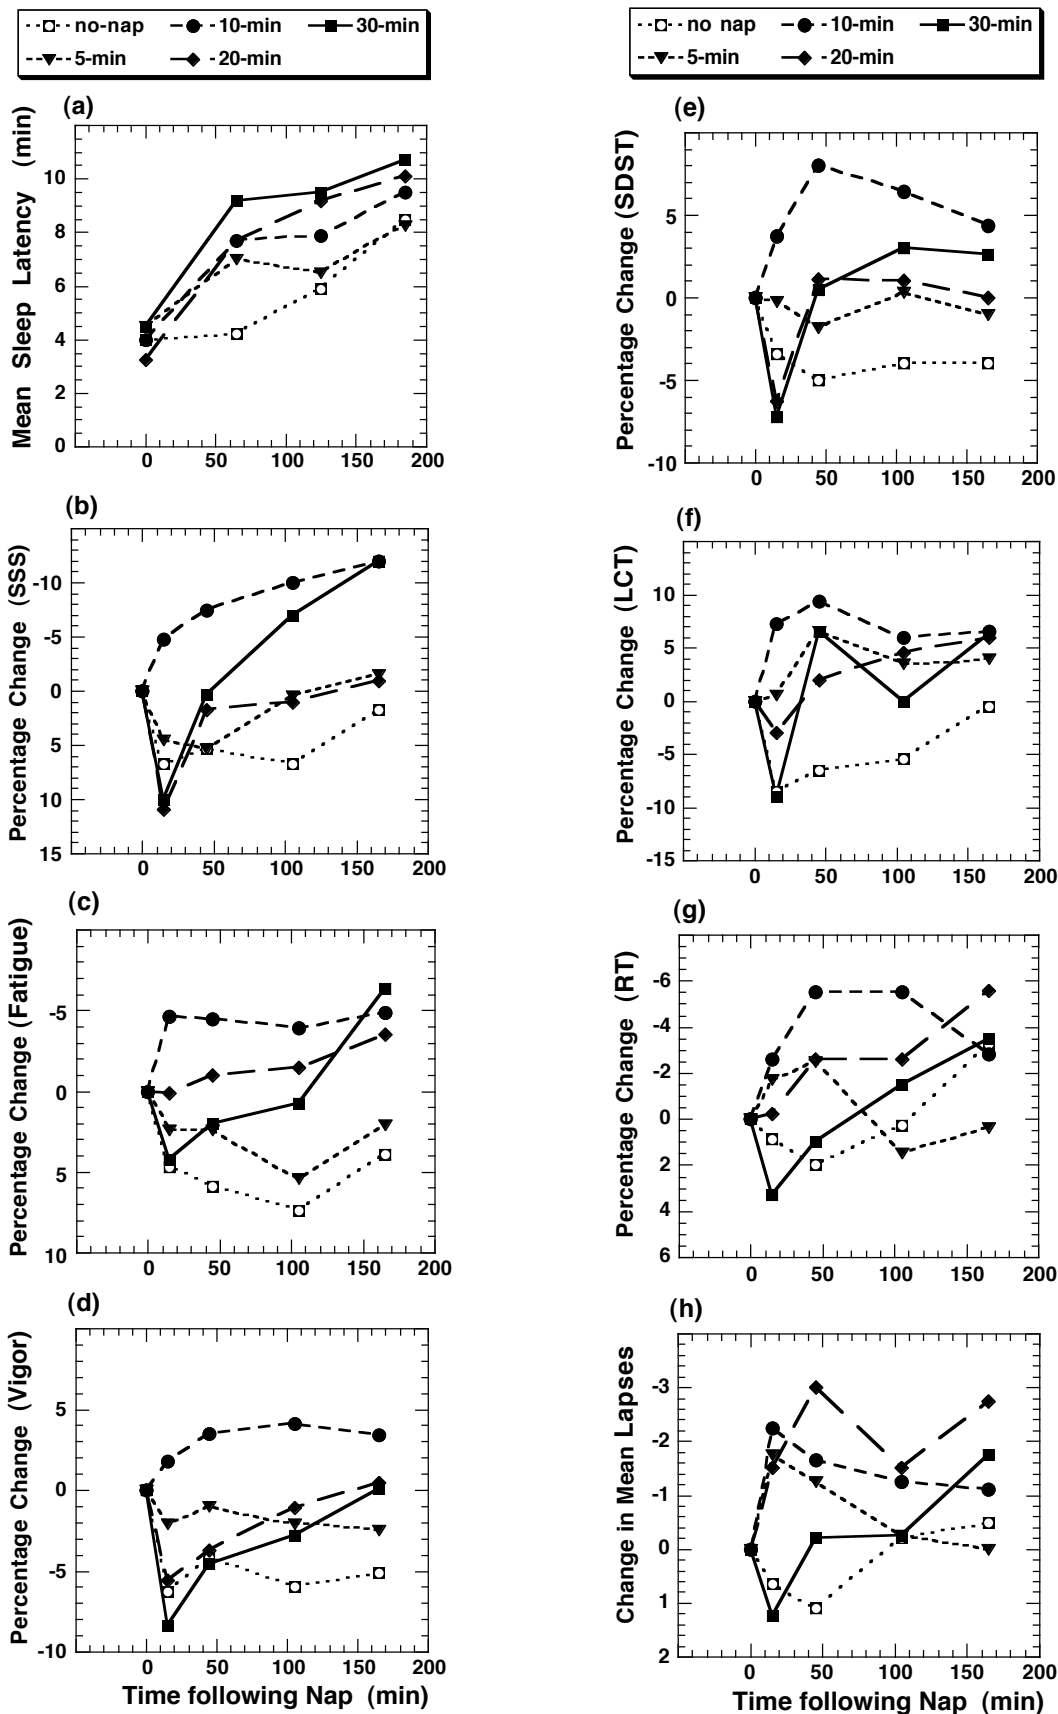 no-nap 10-min 30-min
5-min 20-min
(a)
Mean Sleep Latency (min)
10
8
6
4
2
0
0 50 100 150 200
(b)
Percentage Change (SSS)
-10
-5
0
5
10
15
0 50 100 150 200
(c)
Percentage Change (Fatigue)
-5
0
5
10
0 50 100 150 200
(d)
Percentage Change (Vigor)
5
0
-5
-10
0 50 100 150 200
Time following Nap (min)
no nap 10-min 30-min
5-min 20-min
(e)
Percentage Change (SDST)
5
0
-5
-10
0 50 100 150 200
(f)
Percentage Change (LCT)
10
5
0
-5
-10
-15
0 50 100 150 200
(g)
Percentage Change (RT)
-6
-4
-2
0
2
4
6
0 50 100 150 200
(h)
Change in Mean Lapses
-3
-2
-1
0
1
2
0 50 100 150 200
Time following Nap (min)